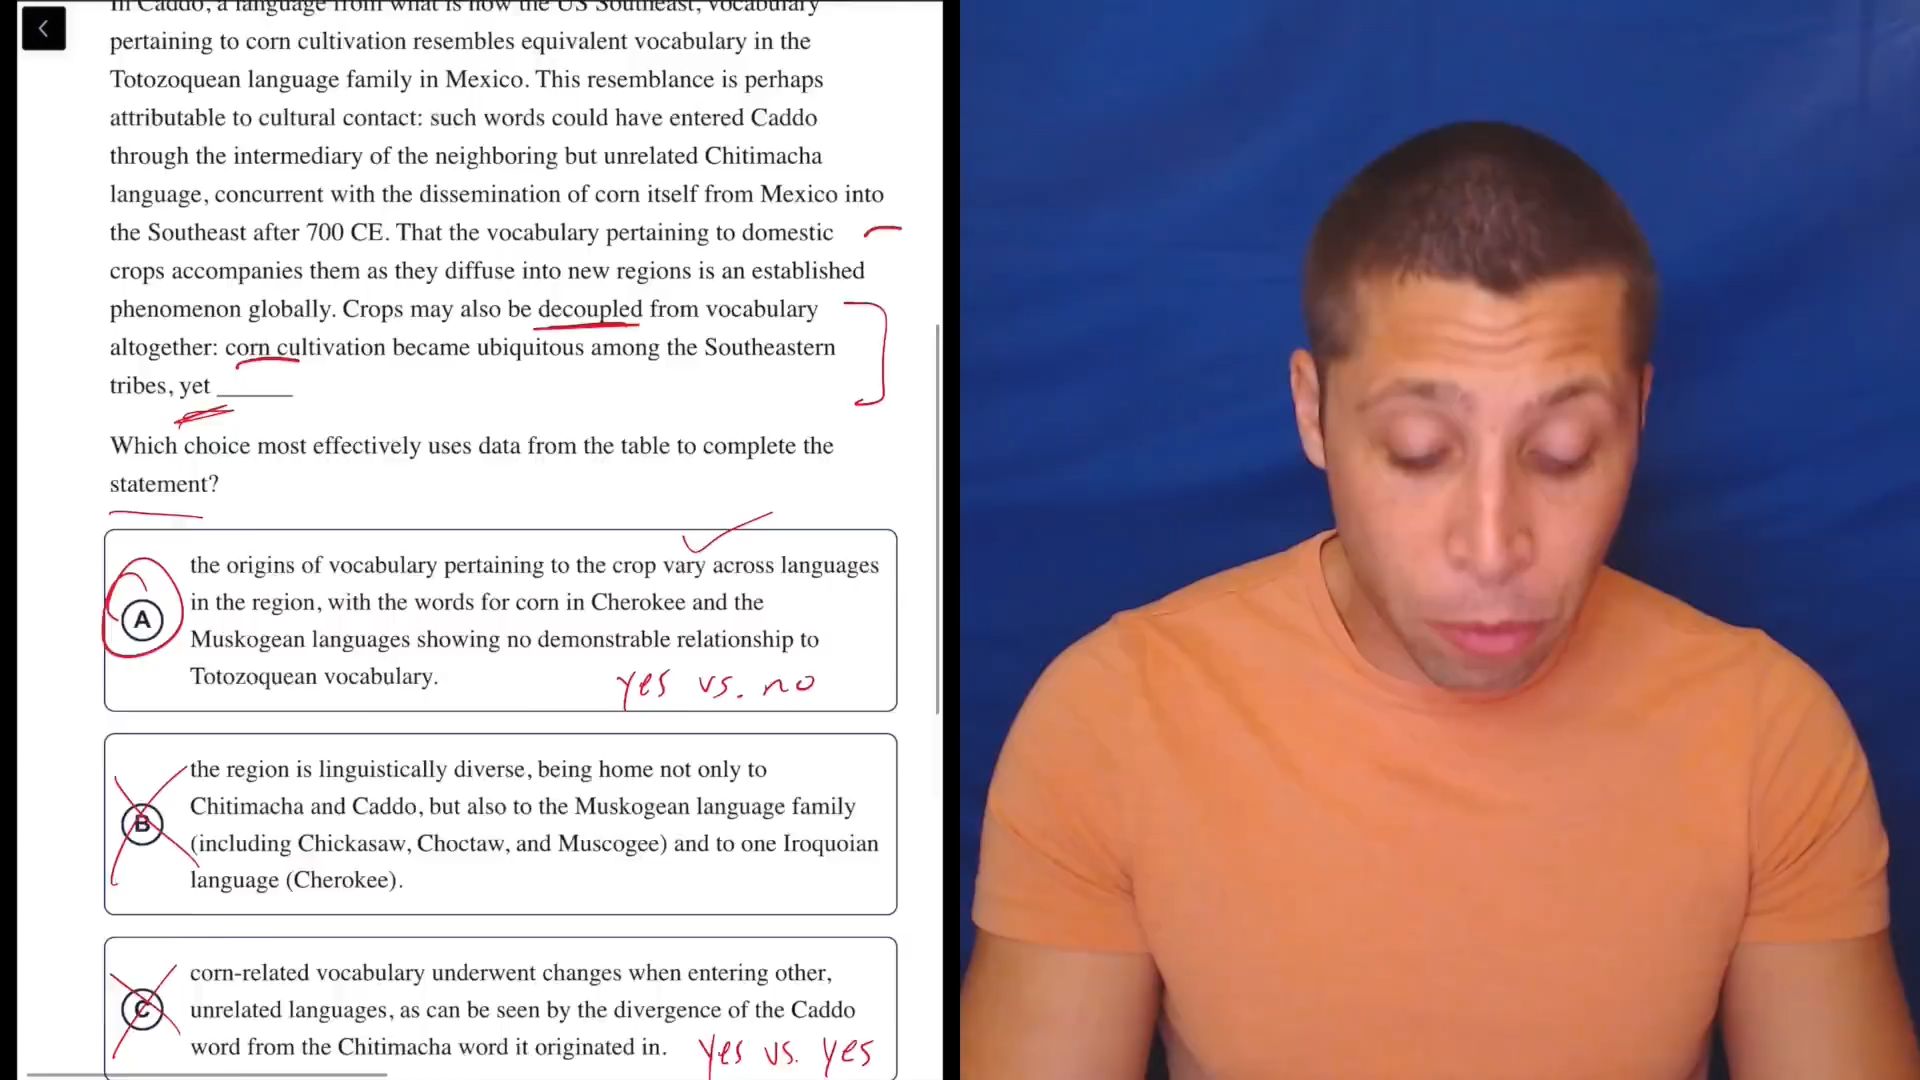 In Caddo, a language from what is now the US Southeast, vocabulary
pertaining to corn cultivation resembles equivalent vocabulary in the
Totozoquean language family in Mexico. This resemblance is perhaps
attributable to cultural contact: such words could have entered Caddo
through the intermediary of the neighboring but unrelated Chitimacha
language, concurrent with the dissemination of corn itself from Mexico into
the Southeast after 700 CE. That the vocabulary pertaining to domestic
crops accompanies them as they diffuse into new regions is an established
phenomenon globally. Crops may also be decoupled from vocabulary
altogether: corn cultivation became ubiquitous among the Southeastern
tribes, yet ______
Which choice most effectively uses data from the table to complete the
statement?
A
the origins of vocabulary pertaining to the crop vary across languages
in the region, with the words for corn in Cherokee and the
Muskogean languages showing no demonstrable relationship to
Totozoquean vocabulary.
yes vs. no
B
the region is linguistically diverse, being home not only to
Chitimacha and Caddo, but also to the Muskogean language family
(including Chickasaw, Choctaw, and Muscogee) and to one Iroquoian
language (Cherokee).
C
corn-related vocabulary underwent changes when entering other,
unrelated languages, as can be seen by the divergence of the Caddo
word from the Chitimacha word it originated in.
yes vs. yes